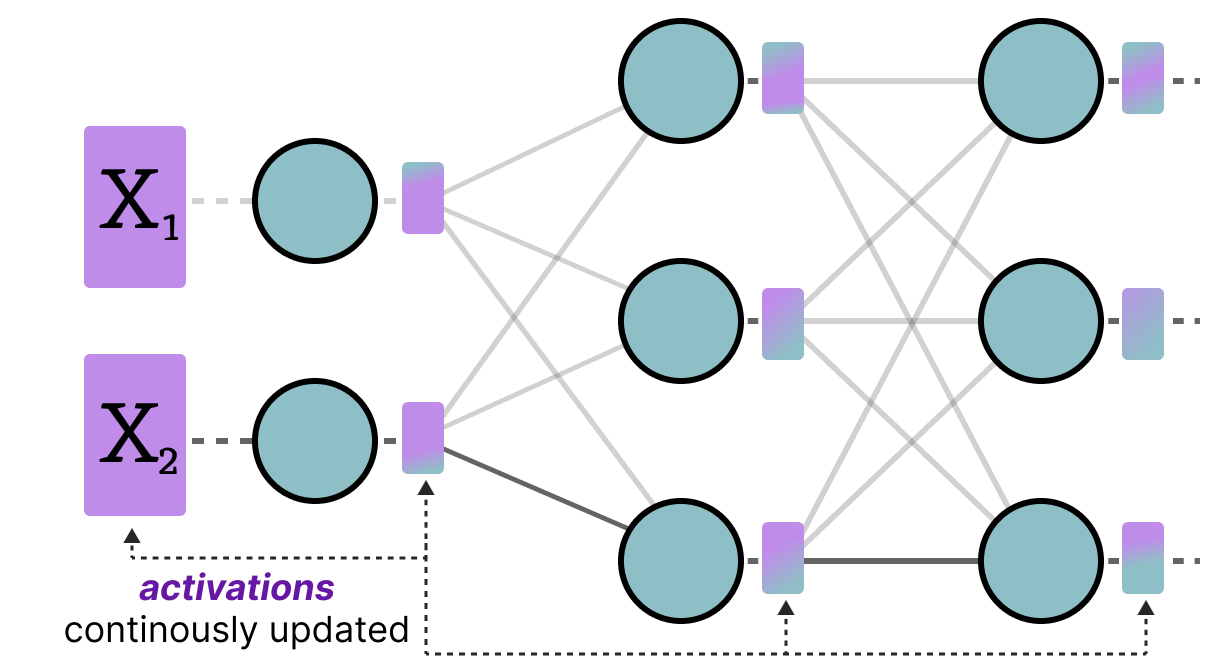 X₁
X₂
activations
continously updated